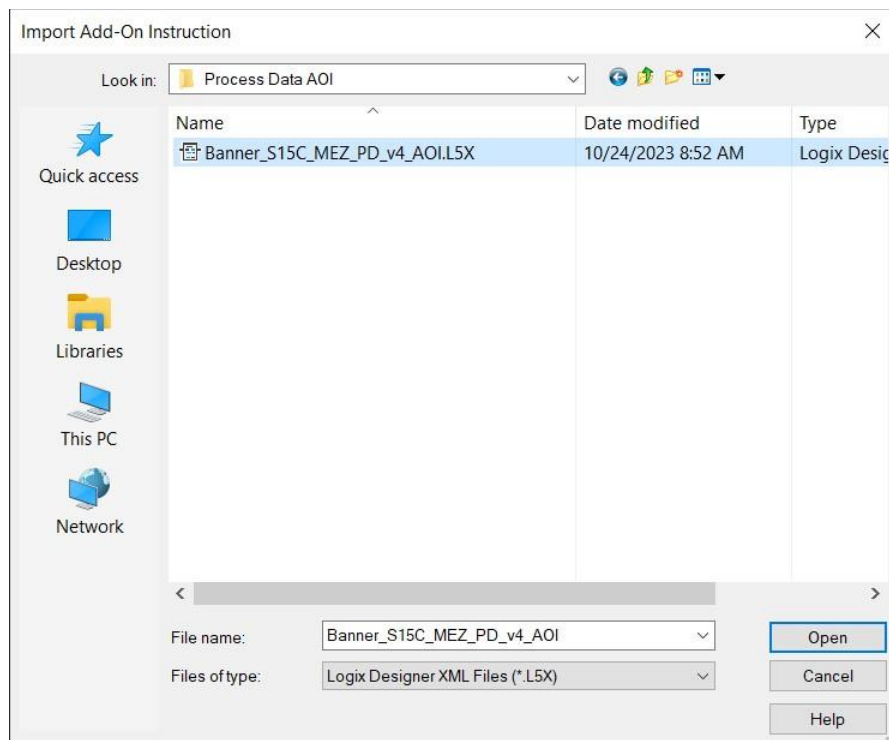 Import Add-On Instruction
Look in: Process Data AOI
Name Date modified Type
Banner_S15C_MEZ_PD_v4_AOI.L5X 10/24/2023 8:52 AM Logix Desig
Quick access
Desktop
Libraries
This PC
Network
File name: Banner_S15C_MEZ_PD_v4_AOI Open
Files of type: Logix Designer XML Files (*.L5X) Cancel
Help